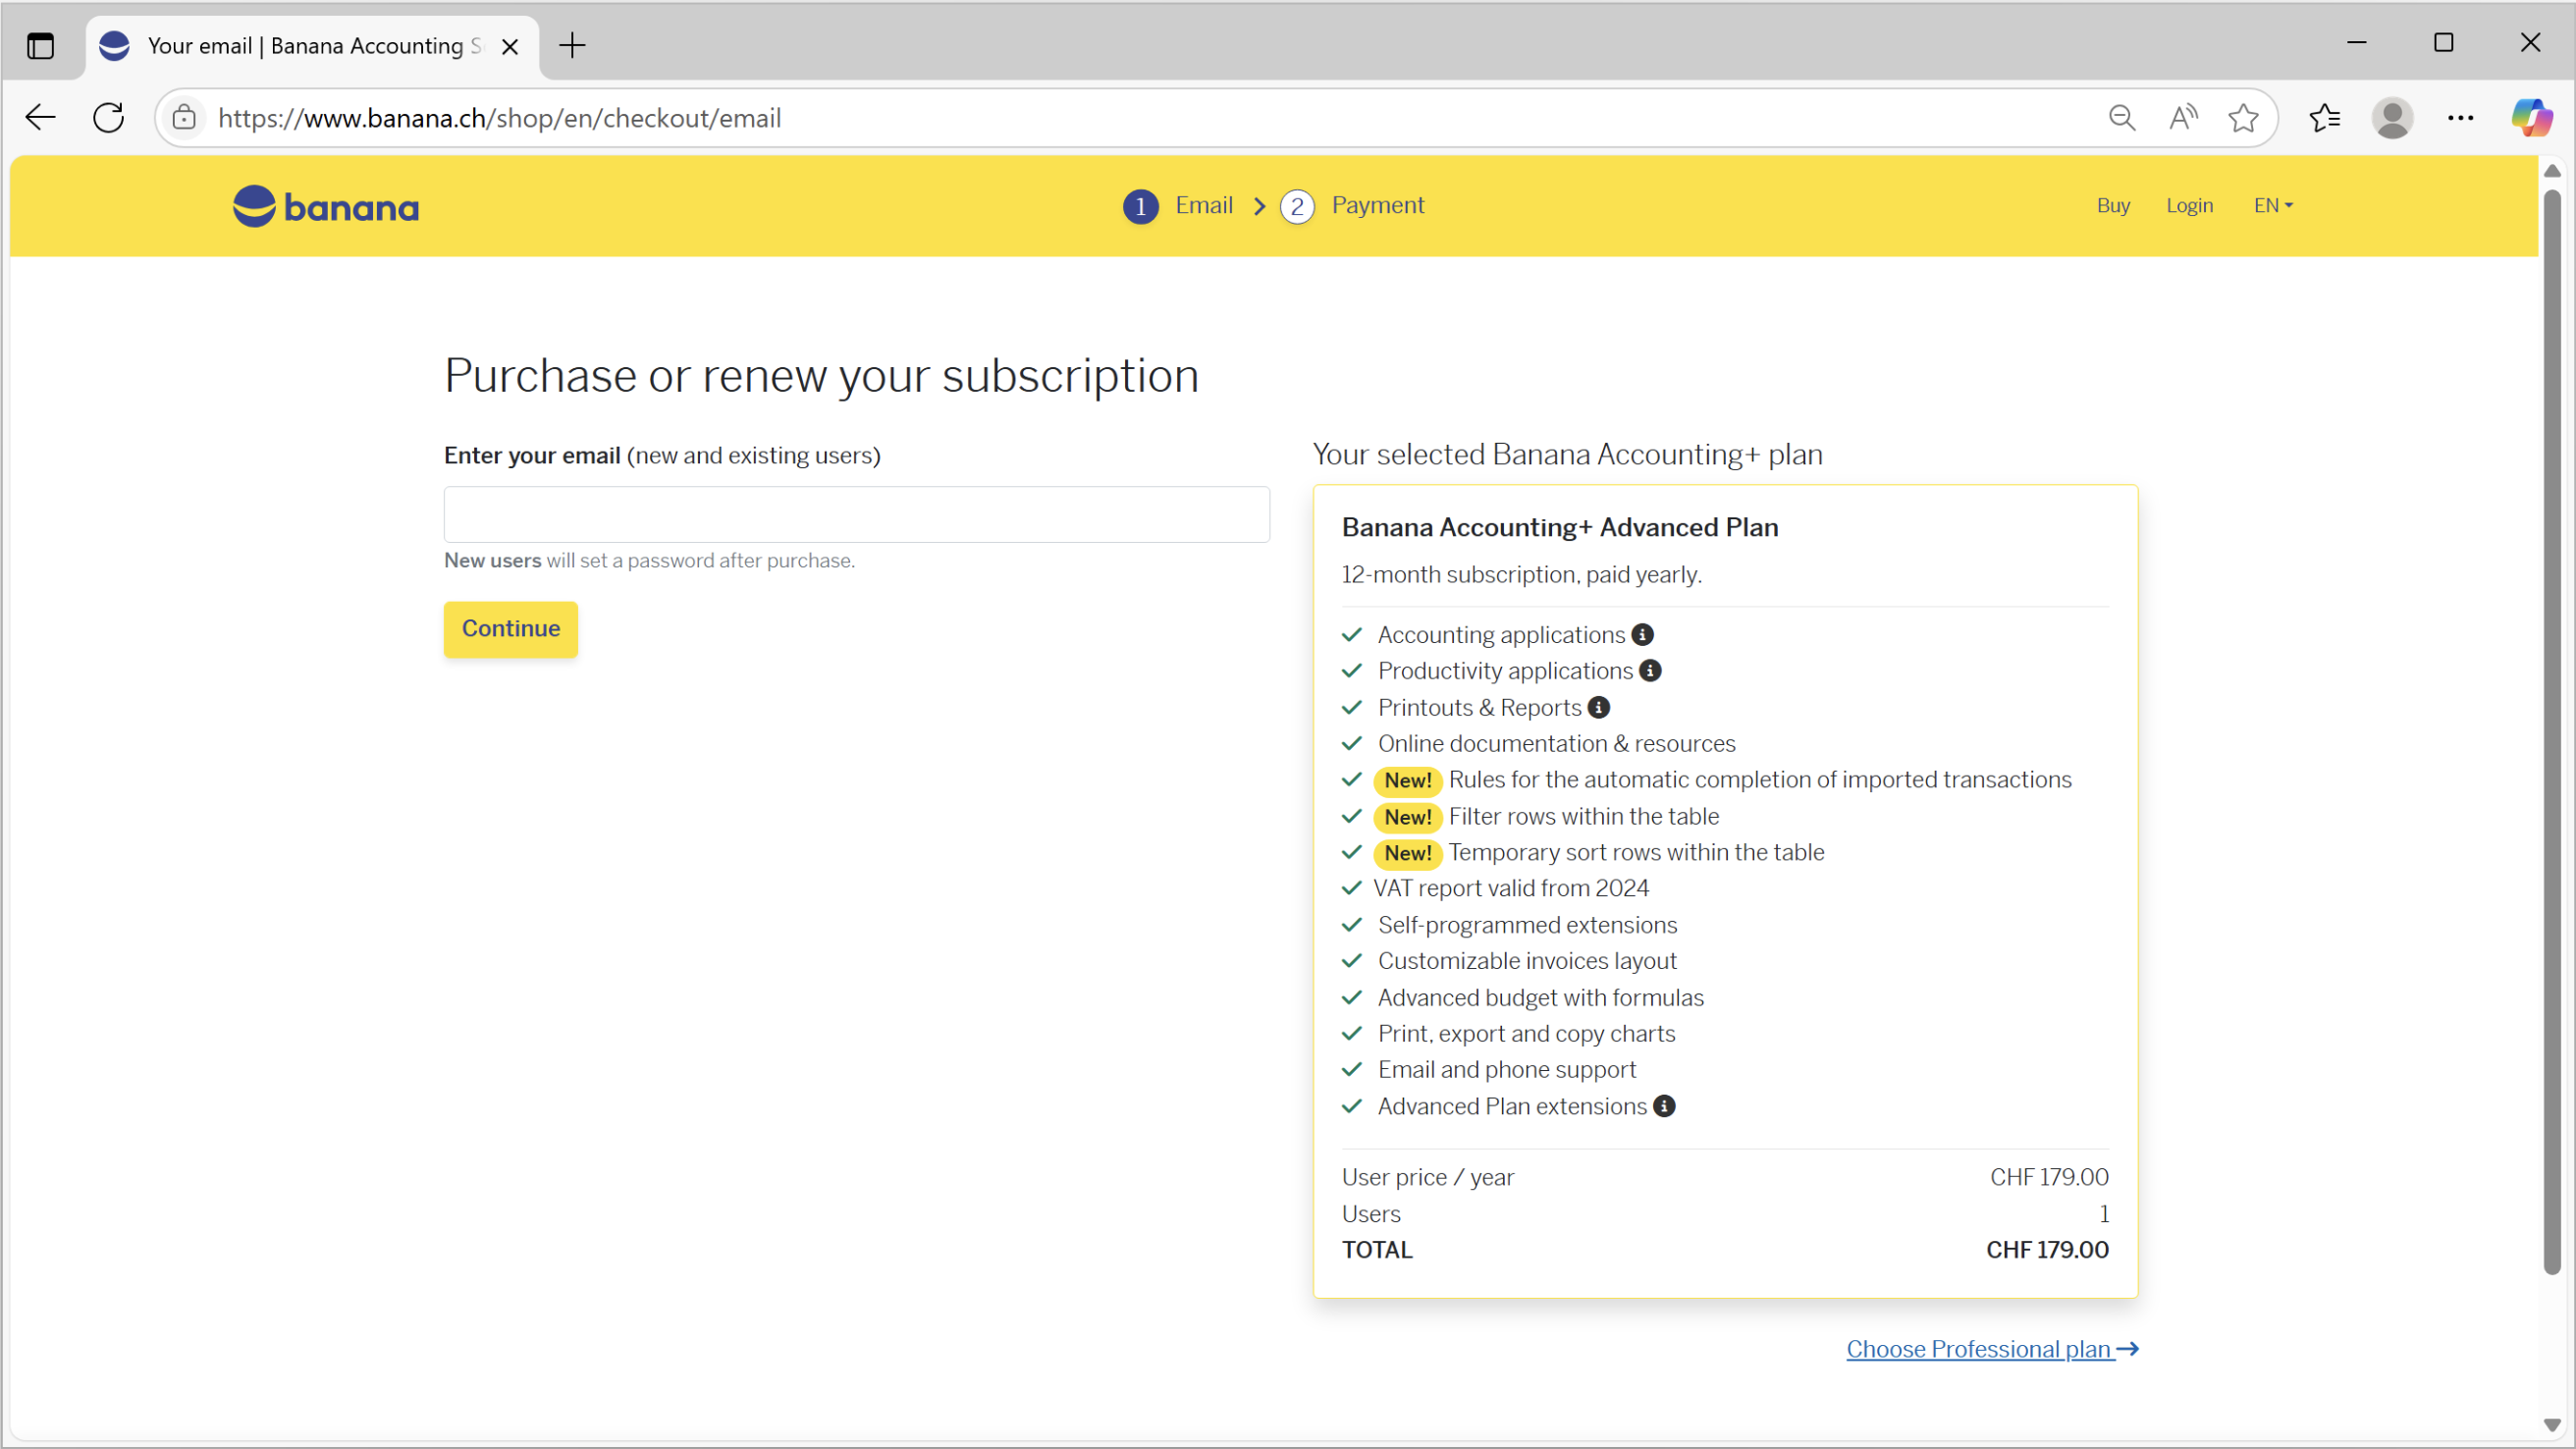 Your email | Banana Accounting S
https://www.banana.ch/shop/en/checkout/email
banana
1 Email 2 Payment
Buy Login EN
Purchase or renew your subscription
Enter your email (new and existing users)
New users will set a password after purchase.
Continue
Your selected Banana Accounting+ plan
Banana Accounting+ Advanced Plan
12-month subscription, paid yearly.
Accounting applications
Productivity applications
Printouts & Reports
Online documentation & resources
New! Rules for the automatic completion of imported transactions
New! Filter rows within the table
New! Temporary sort rows within the table
VAT report valid from 2024
Self-programmed extensions
Customizable invoices layout
Advanced budget with formulas
Print, export and copy charts
Email and phone support
Advanced Plan extensions
User price / year CHF 179.00
Users 1
TOTAL CHF 179.00
Choose Professional plan